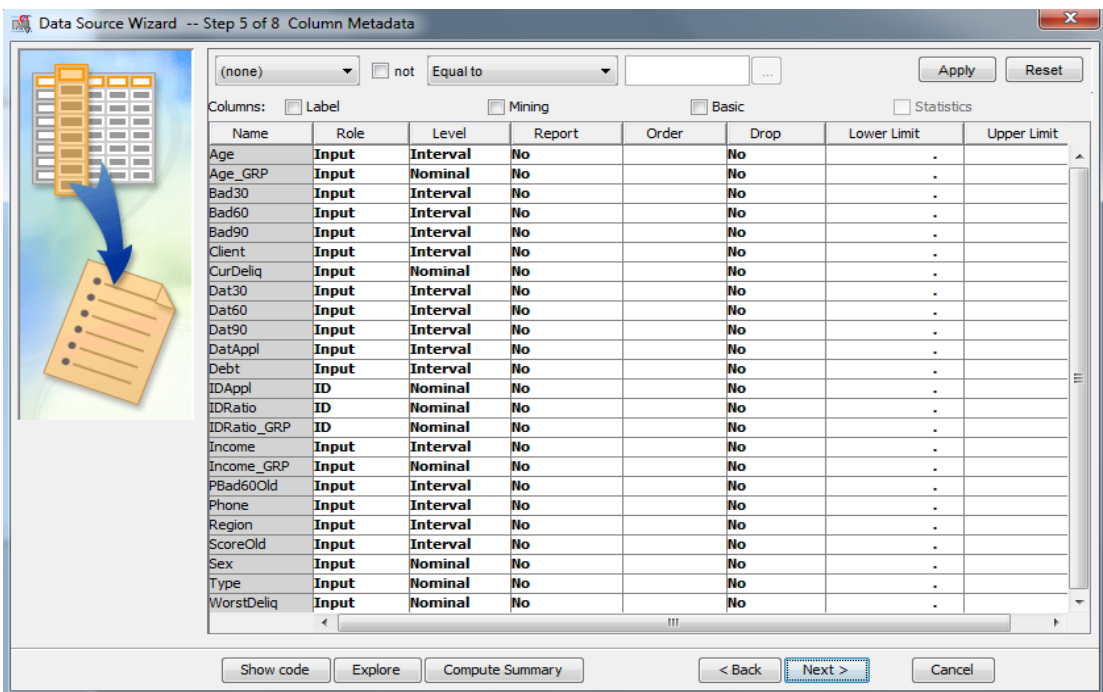 Data Source Wizard -- Step 5 of 8 Column Metadata
(none) not Equal to ... Apply Reset
Columns: Label Mining Basic Statistics
Name Role Level Report Order Drop Lower Limit Upper Limit
Age Input Interval No No .
Age_GRP Input Nominal No No .
Bad30 Input Interval No No .
Bad60 Input Interval No No .
Bad90 Input Interval No No .
Client Input Interval No No .
CurDeliq Input Nominal No No .
Dat30 Input Interval No No .
Dat60 Input Interval No No .
Dat90 Input Interval No No .
DatAppl Input Interval No No .
Debt Input Interval No No .
IDAppl ID Nominal No No .
IDRatio ID Nominal No No .
IDRatio_GRP ID Nominal No No .
Income Input Interval No No .
Income_GRP Input Nominal No No .
PBad60Old Input Interval No No .
Phone Input Interval No No .
Region Input Interval No No .
ScoreOld Input Interval No No .
Sex Input Nominal No No .
Type Input Nominal No No .
WorstDeliq Input Nominal No No .
Show code Explore Compute Summary < Back Next > Cancel